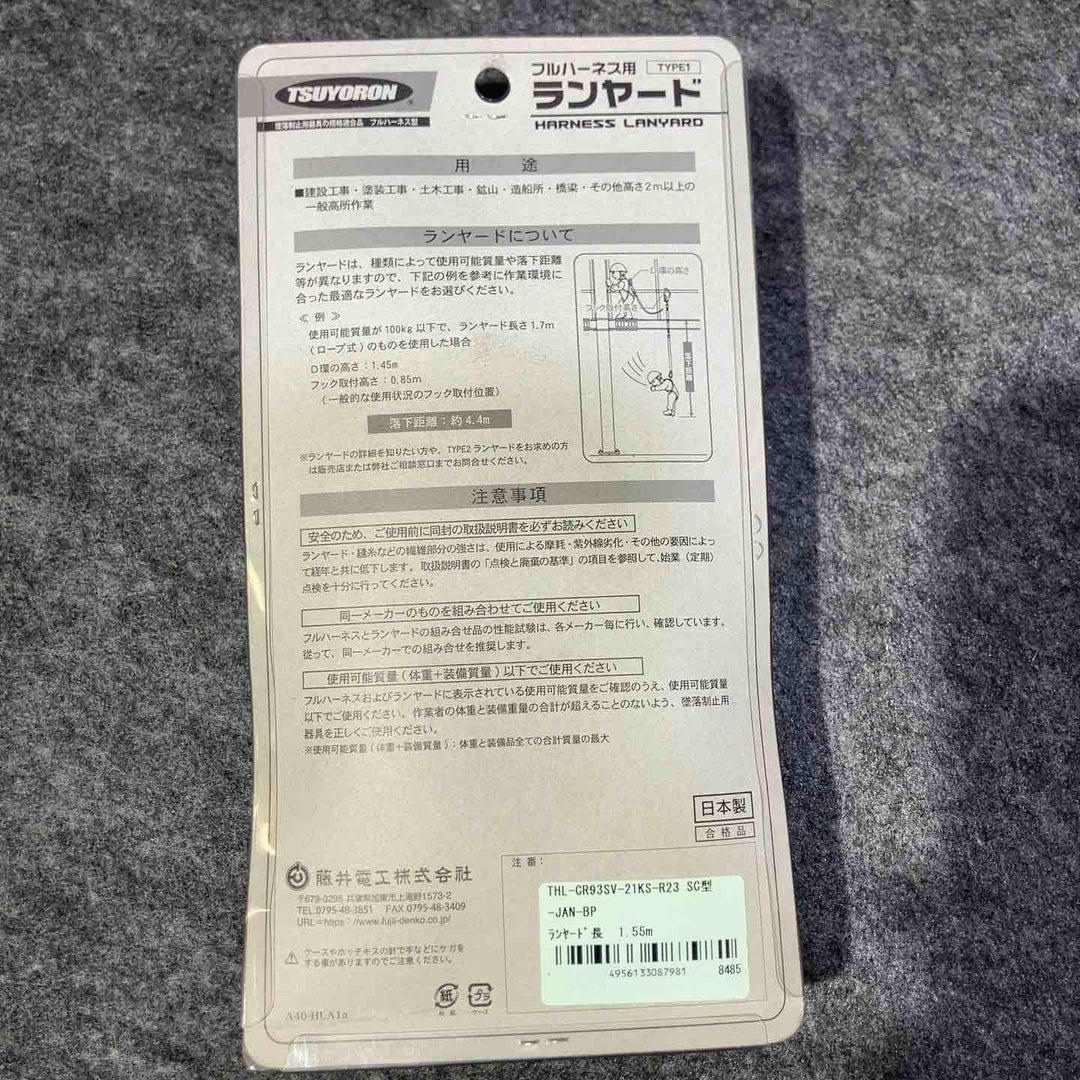 TSUYORON
墜落制止用器具の規格適合品 フルハーネス型
フルハーネス用 TYPE1
ランヤード
HARNESS LANYARD
用 途
■建設工事・塗装工事・土木工事・鉱山・造船所・橋梁・その他高さ2m以上の
一般高所作業
ランヤードについて
ランヤードは、種類によって使用可能質量や落下距離
等が異なりますので、下記の例を参考に作業環境に
合った最適なランヤードをお選びください。
≪ 例 ≫
使用可能質量が100kg以下で、ランヤード長さ1.7m
(ロープ式)のものを使用した場合
D環の高さ:1.45m
フック取付高さ:0.85m
(一般的な使用状況のフック取付位置)
落下距離:約4.4m
D環の高さ
フック取付高さ
落下距離
※ランヤードの詳細を知りたい方や、TYPE2ランヤードをお求めの方
は販売店または弊社ご相談窓口までお問合せください。
注意事項
安全のため、ご使用前に同封の取扱説明書を必ずお読みください
ランヤード・縫糸などの繊維部分の強さは、使用による摩耗・紫外線劣化・その他の要因によっ
て経年と共に低下します。取扱説明書の「点検と廃棄の基準」の項目を参照して、始業(定期)
点検を十分に行ってください。
同一メーカーのものを組み合わせてご使用ください
フルハーネスとランヤードの組み合せ品の性能試験は、各メーカー毎に行い、確認しています。
従って、同一メーカーでの組み合せを推奨します。
使用可能質量(体重+装備質量)以下でご使用ください
フルハーネスおよびランヤードに表示されている使用可能質量をご確認のうえ、使用可能質量
以下でご使用ください。作業者の体重と装備重量の合計が超えることのないよう、墜落制止用
器具を正しくご使用ください。
※使用可能質量(体重+装備質量):体重と装備品全ての合計質量の最大
日本製
合格品
藤井電工株式会社
〒679-0295 兵庫県加東市上滝野1573-2
TEL.0795-48-3851 FAX.0795-48-3409
URL=https://www.fujii-denko.co.jp/
⚠ケースやホッチキスの針で手などにケガを
する事がありますのでご注意ください。
紙
台紙
プラ
ケース
A40-HLA1a
注番:
THL-CR93SV-21KS-R23 SC型
-JAN-BP
ランヤード長 1.55m
4956133087981
8485